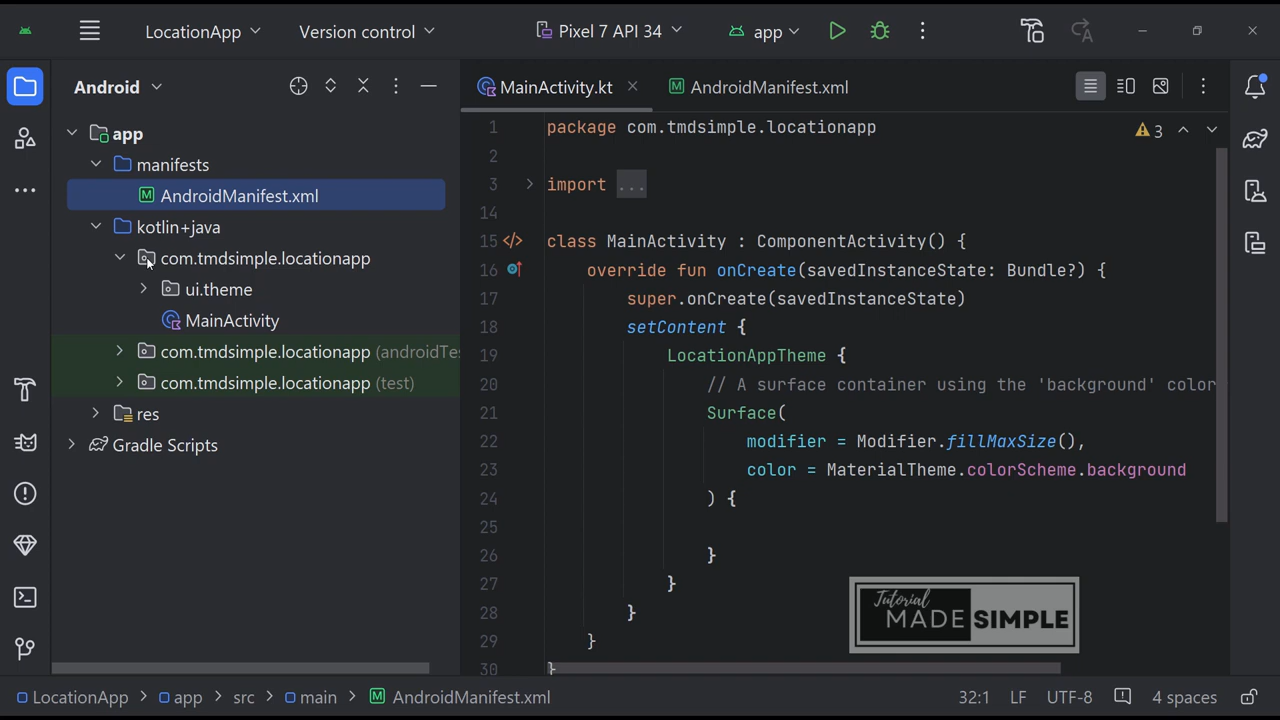 LocationApp
Version control
Pixel 7 API 34
app
Android
MainActivity.kt
AndroidManifest.xml
app
manifests
AndroidManifest.xml
kotlin+java
com.tmdsimple.locationapp
ui.theme
MainActivity
com.tmdsimple.locationapp (androidTe
com.tmdsimple.locationapp (test)
res
Gradle Scripts
3
1 package com.tmdsimple.locationapp
2
3 import ...
14
15 </> class MainActivity : ComponentActivity() {
16 override fun onCreate(savedInstanceState: Bundle?) {
17 super.onCreate(savedInstanceState)
18 setContent {
19 LocationAppTheme {
20 // A surface container using the 'background' color
21 Surface(
22 modifier = Modifier.fillMaxSize(),
23 color = MaterialTheme.colorScheme.background
24 ) {
25
26 }
27 }
28 }
29 }
30 }
Tutorial
MADE SIMPLE
LocationApp > app > src > main > AndroidManifest.xml
32:1 LF UTF-8 4 spaces